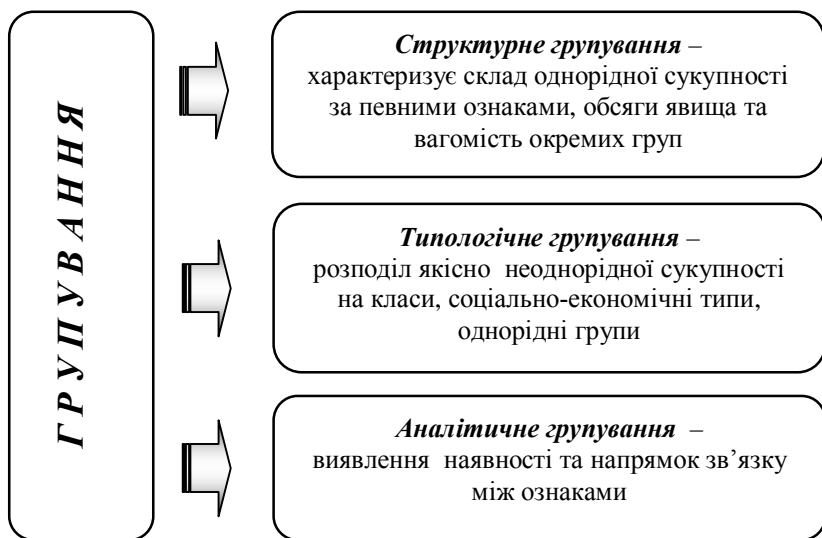 ГРУПУВАННЯ
Структурне групування –
характеризує склад однорідної сукупності
за певними ознаками, обсяги явища та
вагомість окремих груп
Типологічне групування –
розподіл якісно неоднорідної сукупності
на класи, соціально-економічні типи,
однорідні групи
Аналітичне групування –
виявлення наявності та напрямок зв’язку
між ознаками